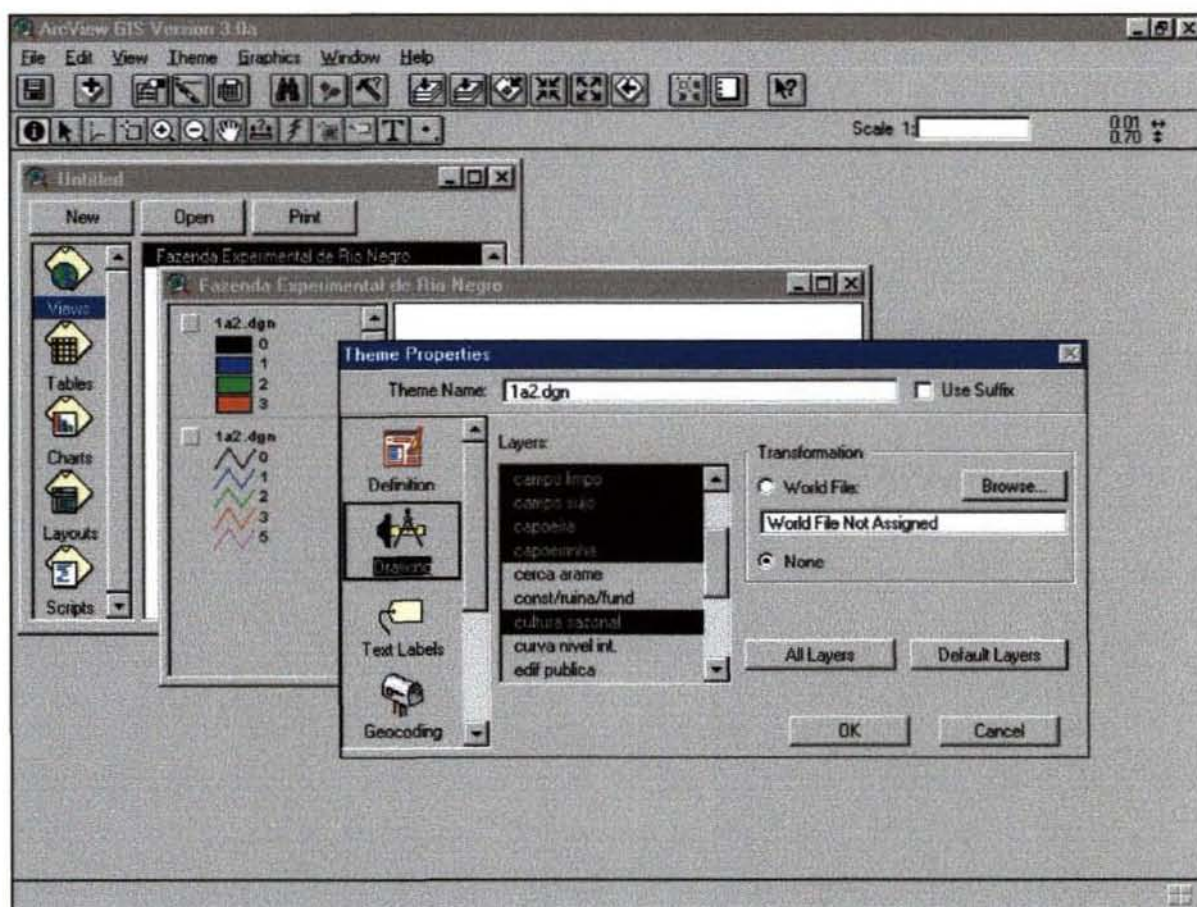 ArcView GIS Version 3.0a
File Edit View Theme Graphics Window Help
Scale 1:
0.01
0.70
Untitled
New Open Print
Views
Tables
Charts
Layouts
Scripts
Fazenda Experimental de Rio Negro
Fazenda Experimental de Rio Negro
1a2.dgn
0
1
2
3
1a2.dgn
0
1
2
3
5
Theme Properties
Theme Name: 1a2.dgn Use Suffix
Definition
Drawing
Text Labels
Geocoding
Layers:
campo limpo
campo sujo
capoeira
capoeirinha
cerca arame
const/ruina/fund
cultura sazonal
curva nivel int.
edif publica
Transformation
World File: Browse...
World File Not Assigned
None
All Layers Default Layers
OK Cancel